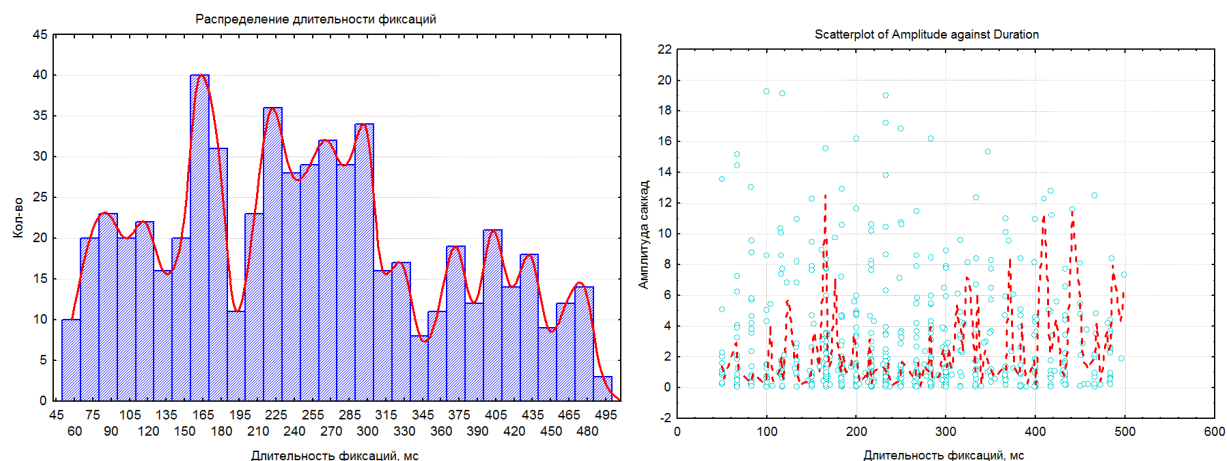 Распределение длительности фиксаций
Кол-во
45
40
35
30
25
20
15
10
5
0
45 75 105 135 165 195 225 255 285 315 345 375 405 435 465 495
60 90 120 150 180 210 240 270 300 330 360 390 420 450 480
Длительность фиксаций, мс
Scatterplot of Amplitude against Duration
Амплитуда саккад
22
20
18
16
14
12
10
8
6
4
2
0
-2
0 100 200 300 400 500 600
Длительность фиксаций, мс